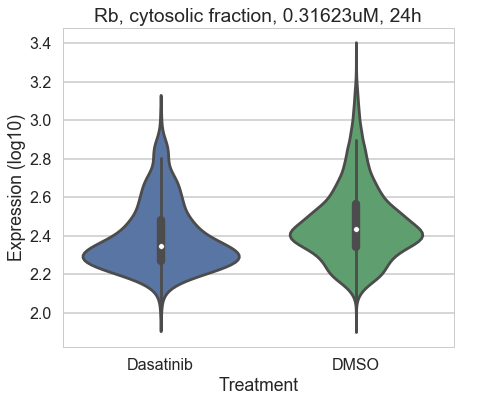 Rb, cytosolic fraction, 0.31623uM, 24h
Expression (log10)
3.4
3.2
3.0
2.8
2.6
2.4
2.2
2.0
Dasatinib DMSO
Treatment